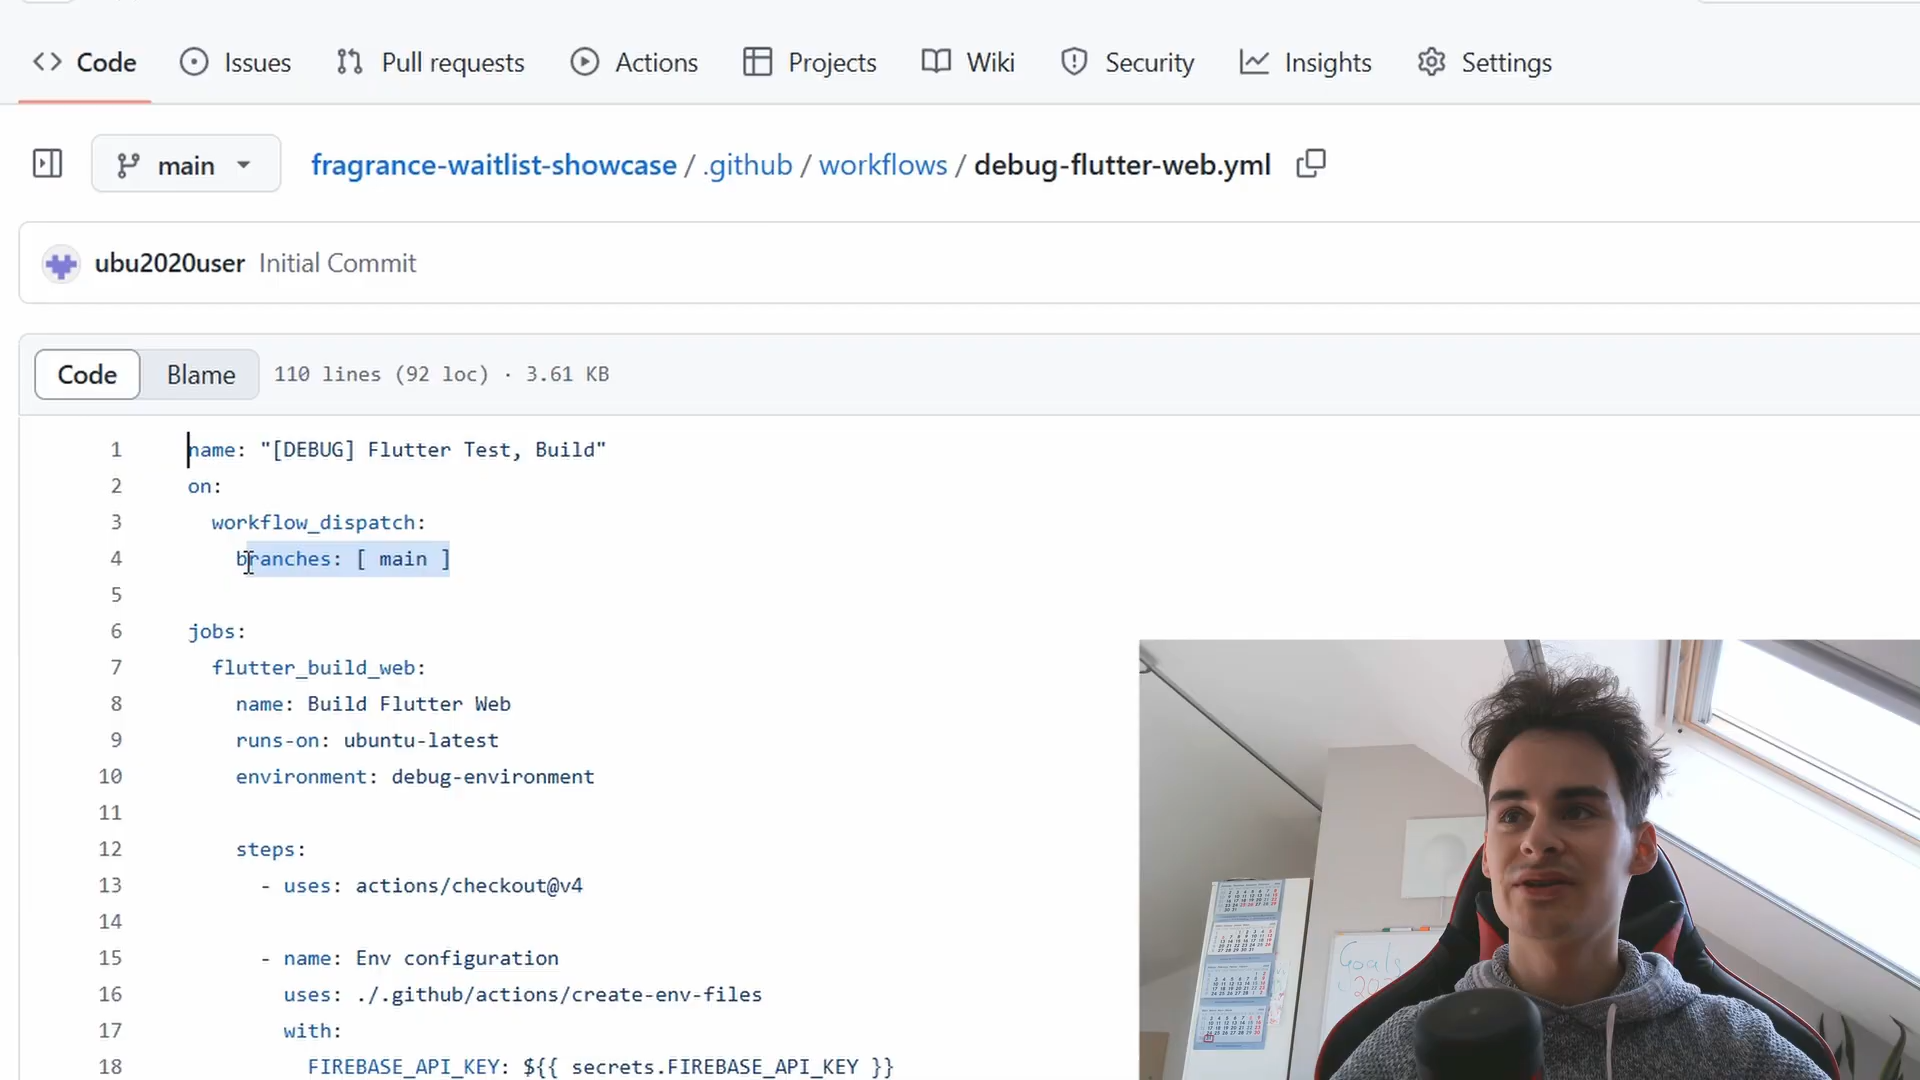 Code Issues Pull requests Actions Projects Wiki Security Insights Settings
main fragrance-waitlist-showcase / .github / workflows / debug-flutter-web.yml
ubu2020user Initial Commit
Code Blame 110 lines (92 loc) · 3.61 KB
1 name: "[DEBUG] Flutter Test, Build"
2 on:
3 workflow_dispatch:
4 branches: [ main ]
5
6 jobs:
7 flutter_build_web:
8 name: Build Flutter Web
9 runs-on: ubuntu-latest
10 environment: debug-environment
11
12 steps:
13 - uses: actions/checkout@v4
14
15 - name: Env configuration
16 uses: ./.github/actions/create-env-files
17 with:
18 FIREBASE_API_KEY: ${{ secrets.FIREBASE_API_KEY }}
Goals